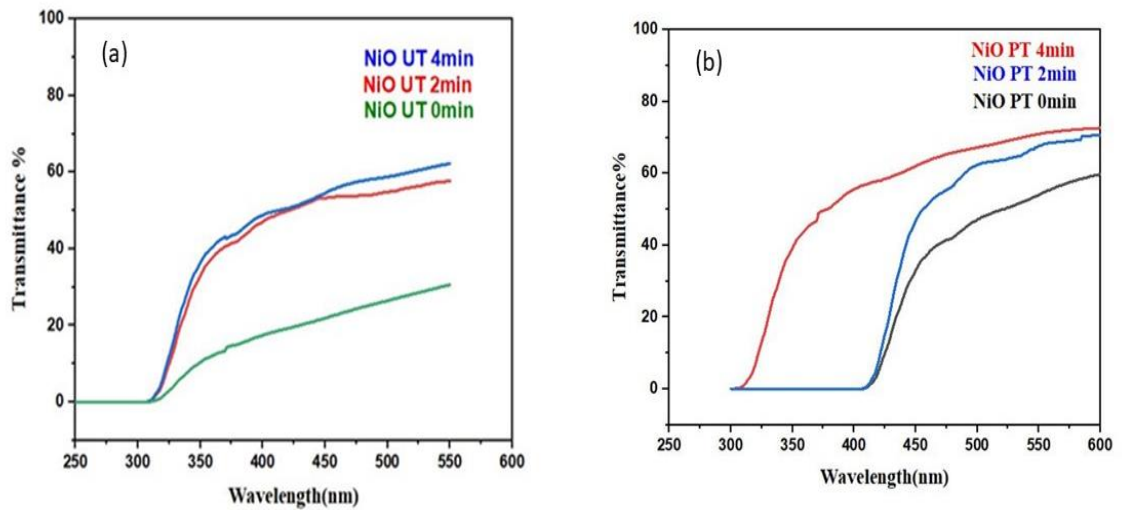 (a)
NiO UT 4min
NiO UT 2min
NiO UT 0min
100
80
60
40
20
0
Transmittance %
250 300 350 400 450 500 550 600
Wavelength(nm)
(b)
NiO PT 4min
NiO PT 2min
NiO PT 0min
100
80
60
40
20
0
Transmittance%
300 350 400 450 500 550 600
Wavelength(nm)